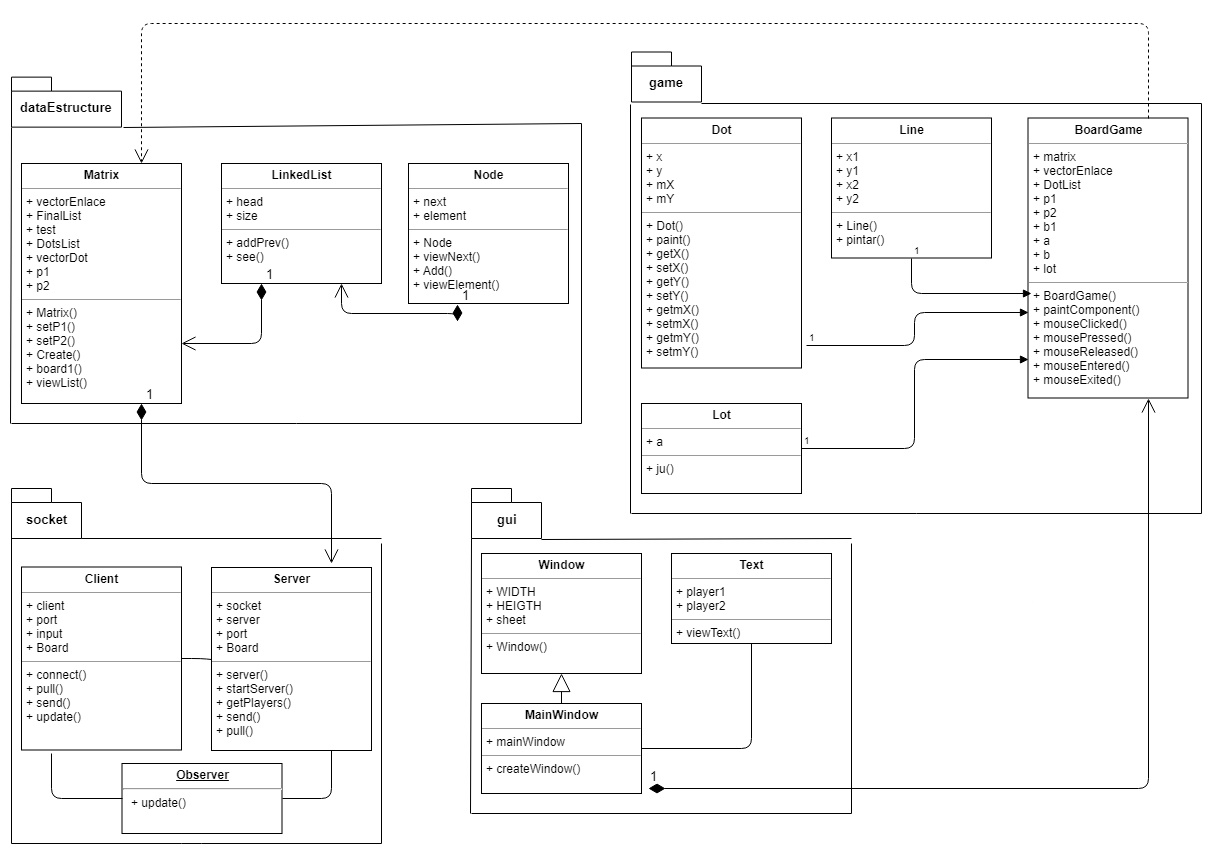 dataEstructure
Matrix
+ vectorEnlace
+ FinalList
+ test
+ DotsList
+ vectorDot
+ p1
+ p2
+ Matrix()
+ setP1()
+ setP2()
+ Create()
+ board1()
+ viewList()
1
LinkedList
+ head
+ size
+ addPrev()
+ see()
1
Node
+ next
+ element
+ Node
+ viewNext()
+ Add()
+ viewElement()
1
game
Dot
+ x
+ y
+ mX
+ mY
+ Dot()
+ paint()
+ getX()
+ setX()
+ getY()
+ setY()
+ getmX()
+ setmX()
+ getmY()
+ setmY()
1
Line
+ x1
+ y1
+ x2
+ y2
+ Line()
+ pintar()
1
BoardGame
+ matrix
+ vectorEnlace
+ DotList
+ p1
+ p2
+ b1
+ a
+ b
+ lot
+ BoardGame()
+ paintComponent()
+ mouseClicked()
+ mousePressed()
+ mouseReleased()
+ mouseEntered()
+ mouseExited()
Lot
+ a
+ ju()
1
socket
Client
+ client
+ port
+ input
+ Board
+ connect()
+ pull()
+ send()
+ update()
Server
+ socket
+ server
+ port
+ Board
+ server()
+ startServer()
+ getPlayers()
+ send()
+ pull()
Observer
+ update()
gui
Window
+ WIDTH
+ HEIGTH
+ sheet
+ Window()
Text
+ player1
+ player2
+ viewText()
MainWindow
+ mainWindow
+ createWindow()
1